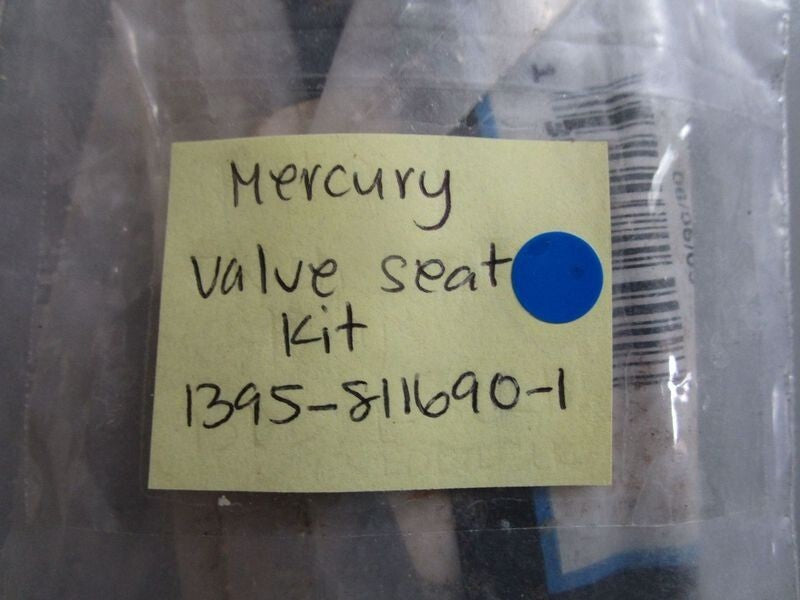 Mercury
valve seat
Kit
1395-811690-1